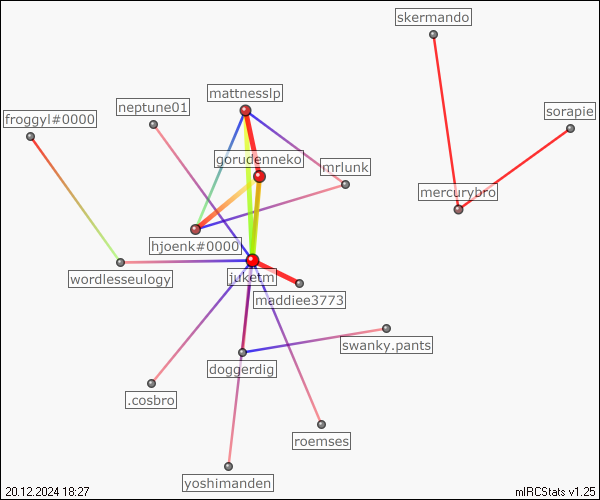 skermando
mattnesslp
neptune01
sorapie
froggyl#0000
gorudenneko
mrlunk
mercurybro
hjoenk#0000
juketm
wordlesseulogy
maddiee3773
swanky.pants
doggerdig
.cosbro
roemses
yoshimanden
20.12.2024 18:27
mIRCStats v1.25